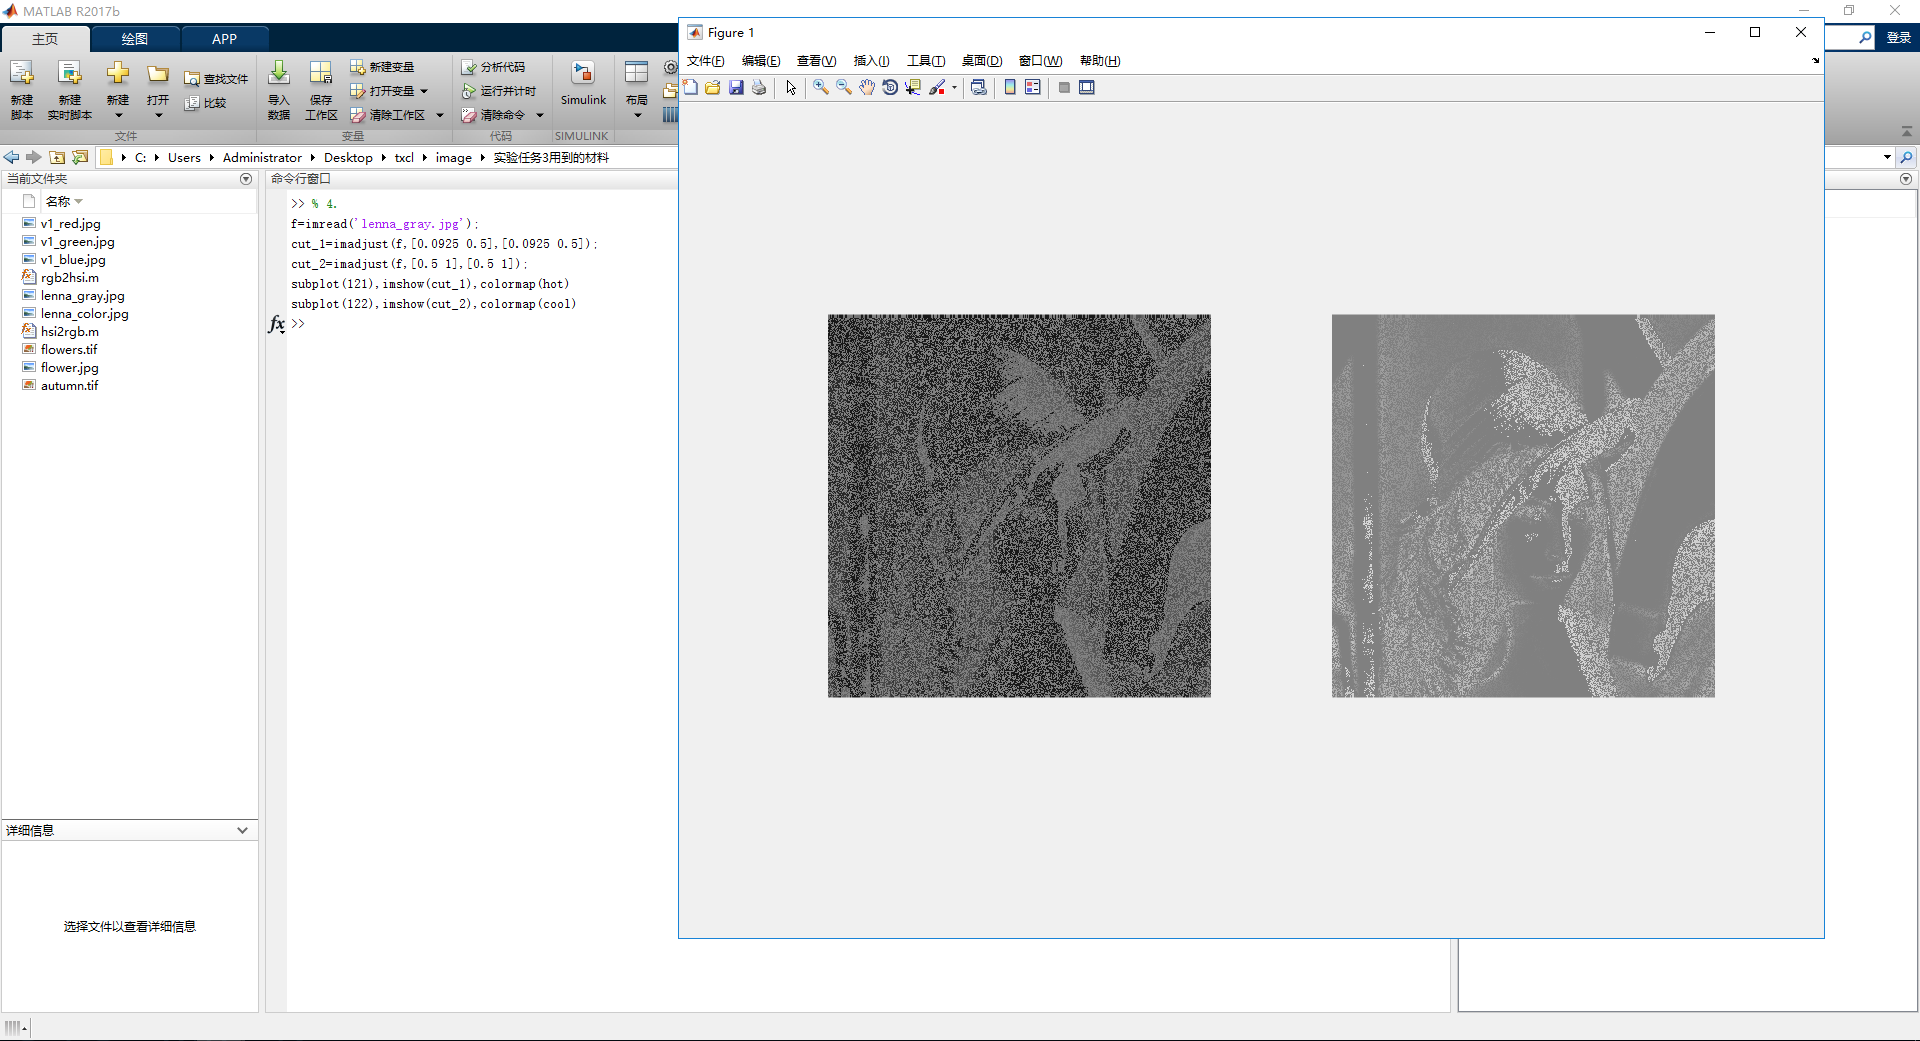 MATLAB R2017b
主页 绘图 APP 登录
新建脚本 新建实时脚本 新建 打开 查找文件 比较
文件
导入数据 保存工作区 新建变量 打开变量 清除工作区
变量
分析代码 运行并计时 清除命令
代码
Simulink
SIMULINK
布局
C: Users Administrator Desktop txcl image 实验任务3用到的材料
当前文件夹
名称
v1_red.jpg
v1_green.jpg
v1_blue.jpg
rgb2hsi.m
lenna_gray.jpg
lenna_color.jpg
hsi2rgb.m
flowers.tif
flower.jpg
autumn.tif
详细信息
选择文件以查看详细信息
命令行窗口
>> % 4.
f=imread('lenna_gray.jpg');
cut_1=imadjust(f,[0.0925 0.5],[0.0925 0.5]);
cut_2=imadjust(f,[0.5 1],[0.5 1]);
subplot(121),imshow(cut_1),colormap(hot)
subplot(122),imshow(cut_2),colormap(cool)
fx >>
Figure 1
文件(F) 编辑(E) 查看(V) 插入(I) 工具(T) 桌面(D) 窗口(W) 帮助(H)